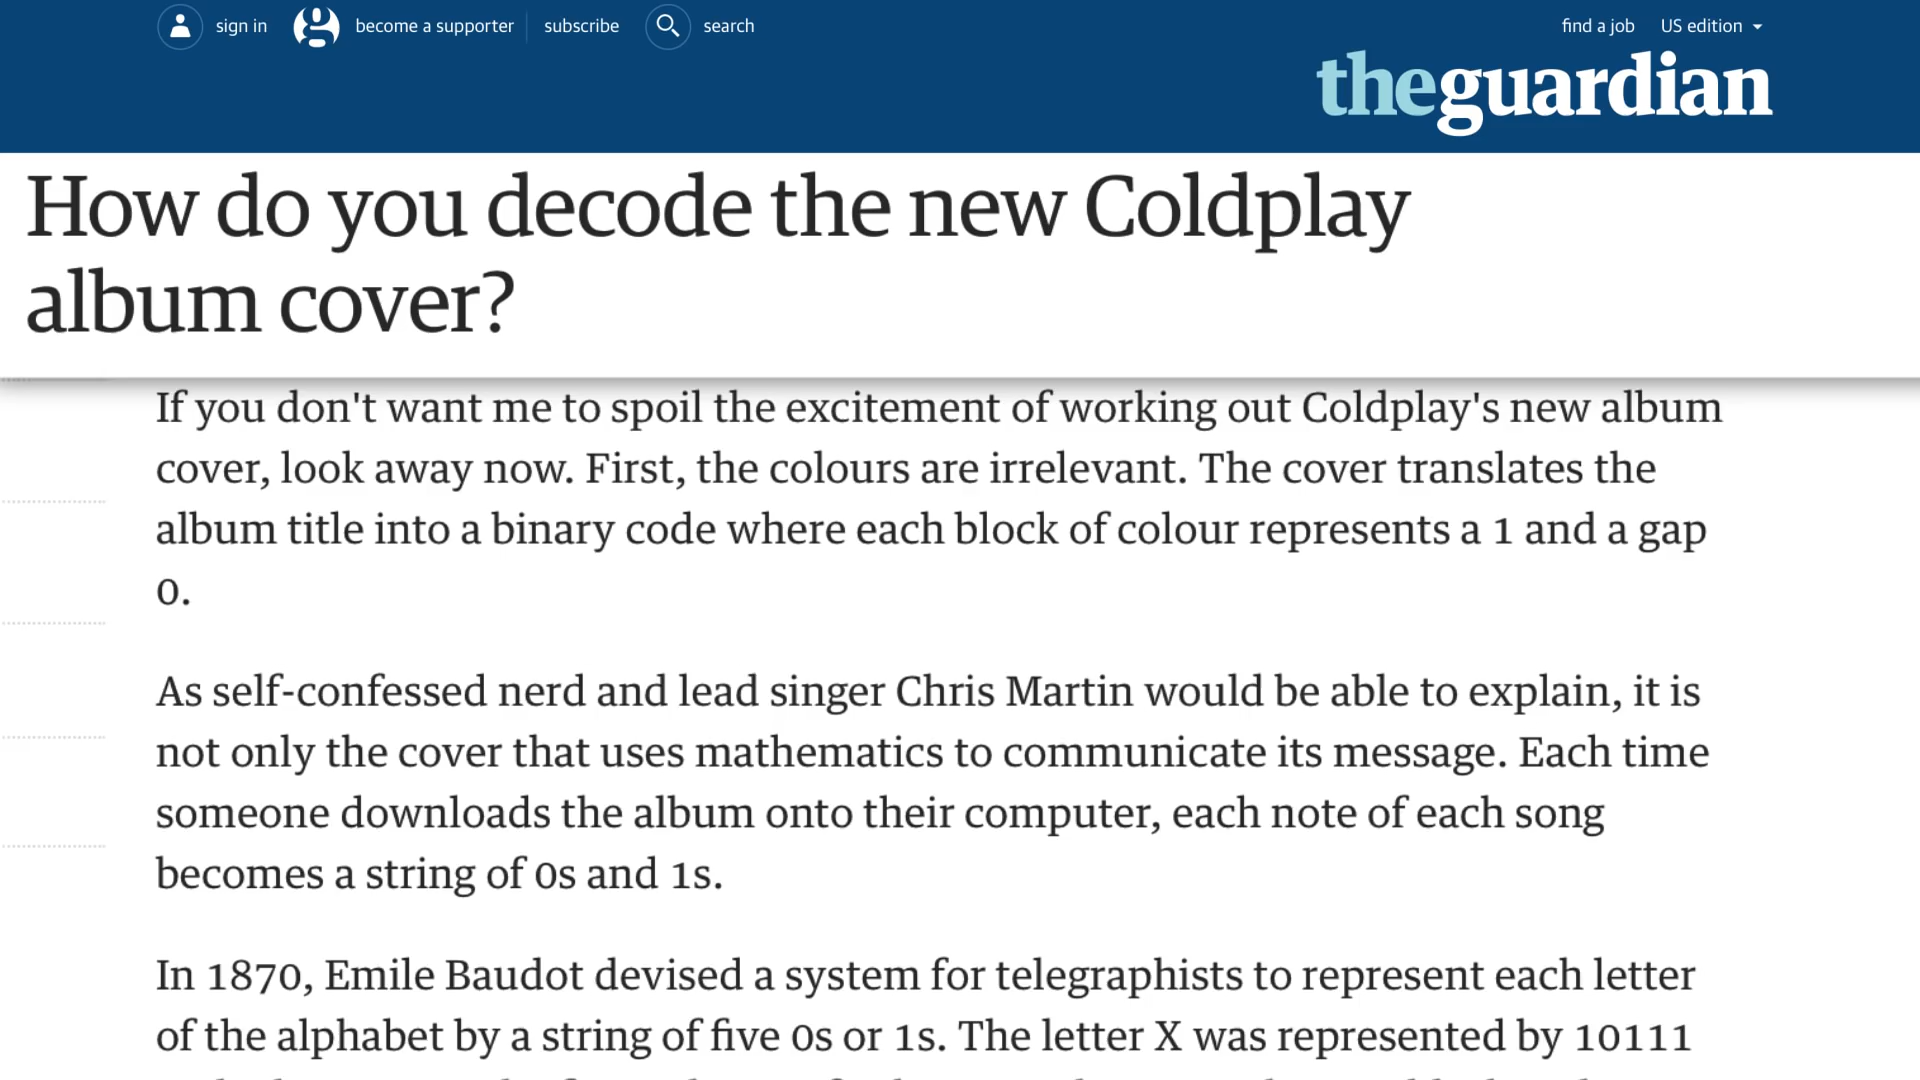 sign in
become a supporter
subscribe
search
find a job
US edition
theguardian
How do you decode the new Coldplay
album cover?
If you don't want me to spoil the excitement of working out Coldplay's new album
cover, look away now. First, the colours are irrelevant. The cover translates the
album title into a binary code where each block of colour represents a 1 and a gap
0.
As self-confessed nerd and lead singer Chris Martin would be able to explain, it is
not only the cover that uses mathematics to communicate its message. Each time
someone downloads the album onto their computer, each note of each song
becomes a string of 0s and 1s.
In 1870, Emile Baudot devised a system for telegraphists to represent each letter
of the alphabet by a string of five 0s or 1s. The letter X was represented by 10111